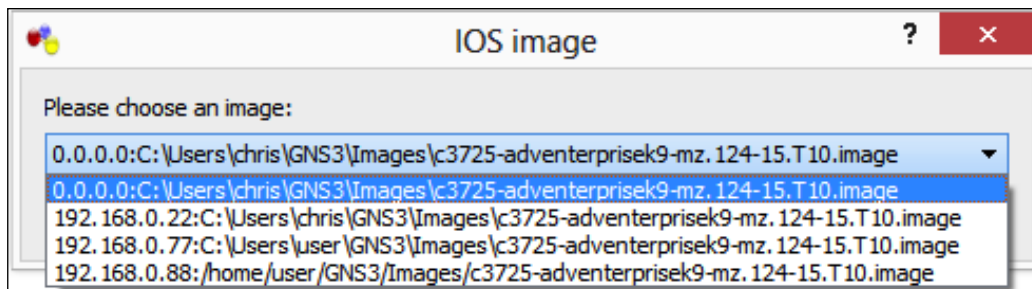 IOS image
?
×
Please choose an image:
0.0.0.0:C:\Users\chris\GNS3\Images\c3725-adventerprisek9-mz.124-15.T10.image
0.0.0.0:C:\Users\chris\GNS3\Images\c3725-adventerprisek9-mz.124-15.T10.image
192.168.0.22:C:\Users\chris\GNS3\Images\c3725-adventerprisek9-mz.124-15.T10.image
192.168.0.77:C:\Users\user\GNS3\Images\c3725-adventerprisek9-mz.124-15.T10.image
192.168.0.88:/home/user/GNS3/Images/c3725-adventerprisek9-mz.124-15.T10.image